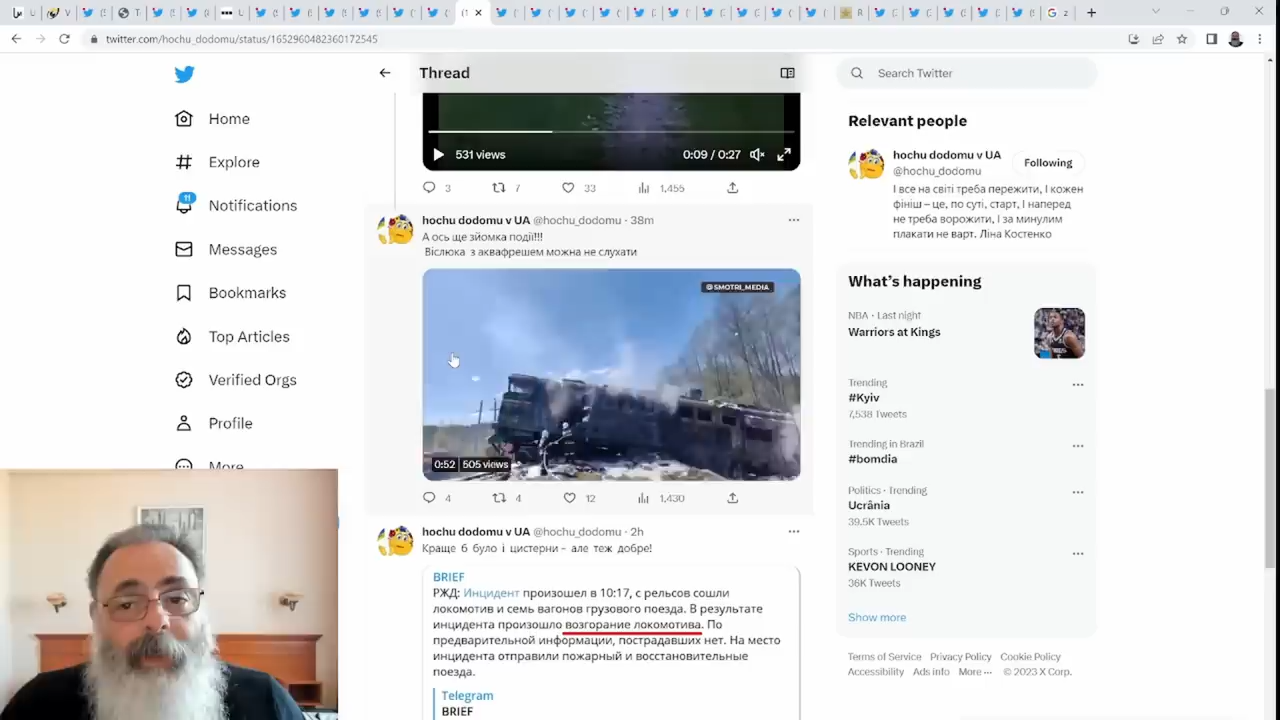 twitter.com/hochu_dodomu/status/1652960482360172545
Thread
Search Twitter
Home
Explore
11
Notifications
Messages
Bookmarks
Top Articles
Verified Orgs
Profile
More
531 views
0:09 / 0:27
3 7 33 1,455
hochu dodomu v UA @hochu_dodomu · 38m
А ось ще зйомка події!!!
Віслюка з аквафрешем можна не слухати
@SMOTRI_MEDIA
0:52 505 views
4 4 12 1,430
hochu dodomu v UA @hochu_dodomu · 2h
Краще б було і цистерни - але теж добре!
BRIEF
РЖД: Инцидент произошел в 10:17, с рельсов сошли
локомотив и семь вагонов грузового поезда. В результате
инцидента произошло возгорание локомотива. По
предварительной информации, пострадавших нет. На место
инцидента отправили пожарный и восстановительные
поезда.
Telegram
BRIEF
Relevant people
hochu dodomu v UA
@hochu_dodomu
Following
І все на світі треба пережити, І кожен
фініш – це, по суті, старт, І наперед
не треба ворожити, І за минулим
плакати не варт. Ліна Костенко
What's happening
NBA · Last night
Warriors at Kings
Trending
#Kyiv
7,538 Tweets
Trending in Brazil
#bomdia
Politics · Trending
Ucrânia
39.5K Tweets
Sports · Trending
KEVON LOONEY
36K Tweets
Show more
Terms of Service Privacy Policy Cookie Policy
Accessibility Ads info More ··· © 2023 X Corp.